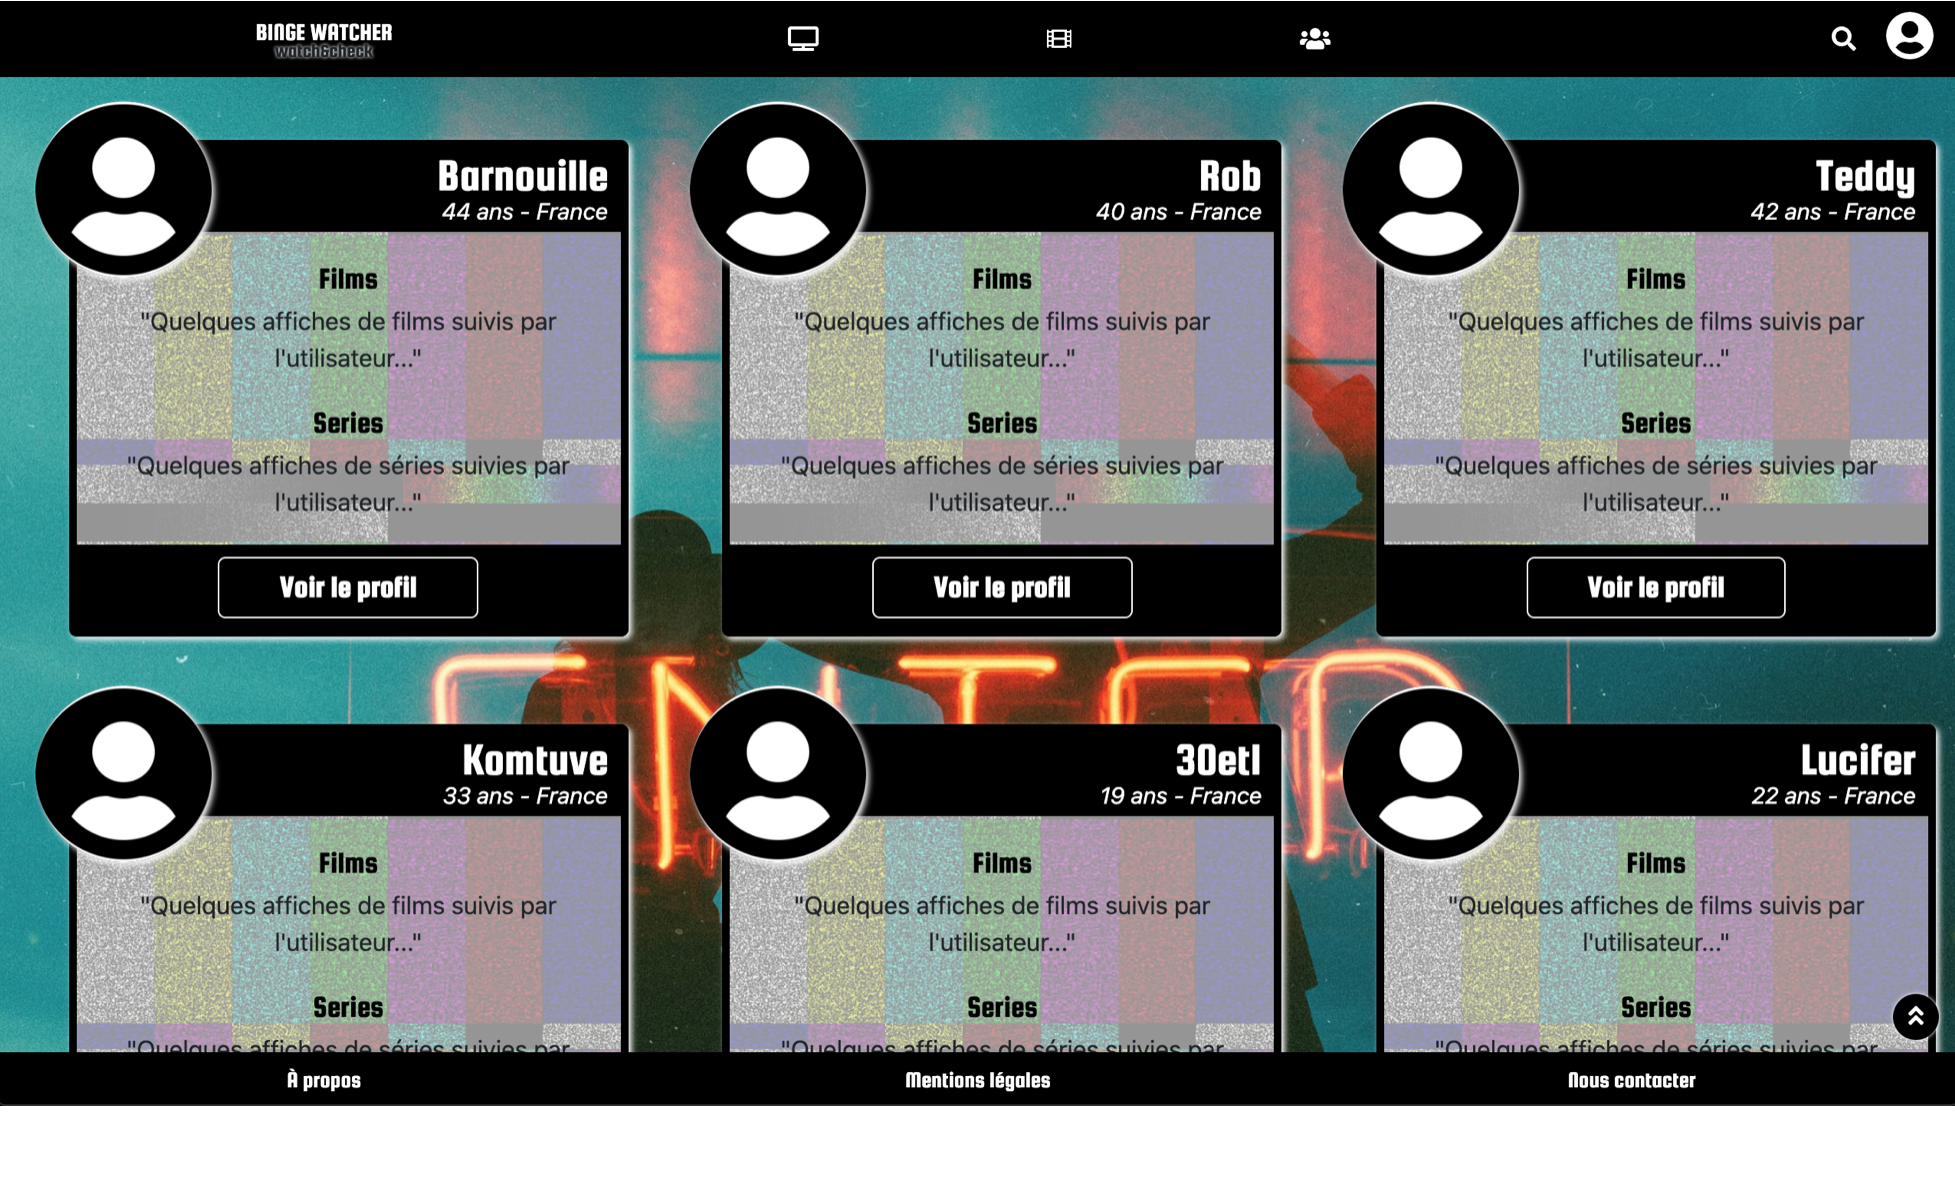 BINGE WATCHER
watch&check
Barnouille
44 ans - France
Films
"Quelques affiches de films suivis par
l'utilisateur..."
Series
"Quelques affiches de séries suivies par
l'utilisateur..."
Voir le profil
Rob
40 ans - France
Films
"Quelques affiches de films suivis par
l'utilisateur..."
Series
"Quelques affiches de séries suivies par
l'utilisateur..."
Voir le profil
Teddy
42 ans - France
Films
"Quelques affiches de films suivis par
l'utilisateur..."
Series
"Quelques affiches de séries suivies par
l'utilisateur..."
Voir le profil
ENTER
Komtuve
33 ans - France
Films
"Quelques affiches de films suivis par
l'utilisateur..."
Series
"Quelques affiches de séries suivies par
30etl
19 ans - France
Films
"Quelques affiches de films suivis par
l'utilisateur..."
Series
"Quelques affiches de séries suivies par
Lucifer
22 ans - France
Films
"Quelques affiches de films suivis par
l'utilisateur..."
Series
"Quelques affiches de séries suivies par
À propos
Mentions légales
Nous contacter